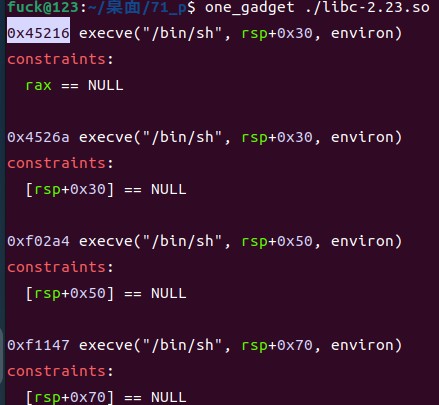 fuck@123:~/桌面/71_p$ one_gadget ./libc-2.23.so
0x45216 execve("/bin/sh", rsp+0x30, environ)
constraints:
  rax == NULL

0x4526a execve("/bin/sh", rsp+0x30, environ)
constraints:
  [rsp+0x30] == NULL

0xf02a4 execve("/bin/sh", rsp+0x50, environ)
constraints:
  [rsp+0x50] == NULL

0xf1147 execve("/bin/sh", rsp+0x70, environ)
constraints:
  [rsp+0x70] == NULL